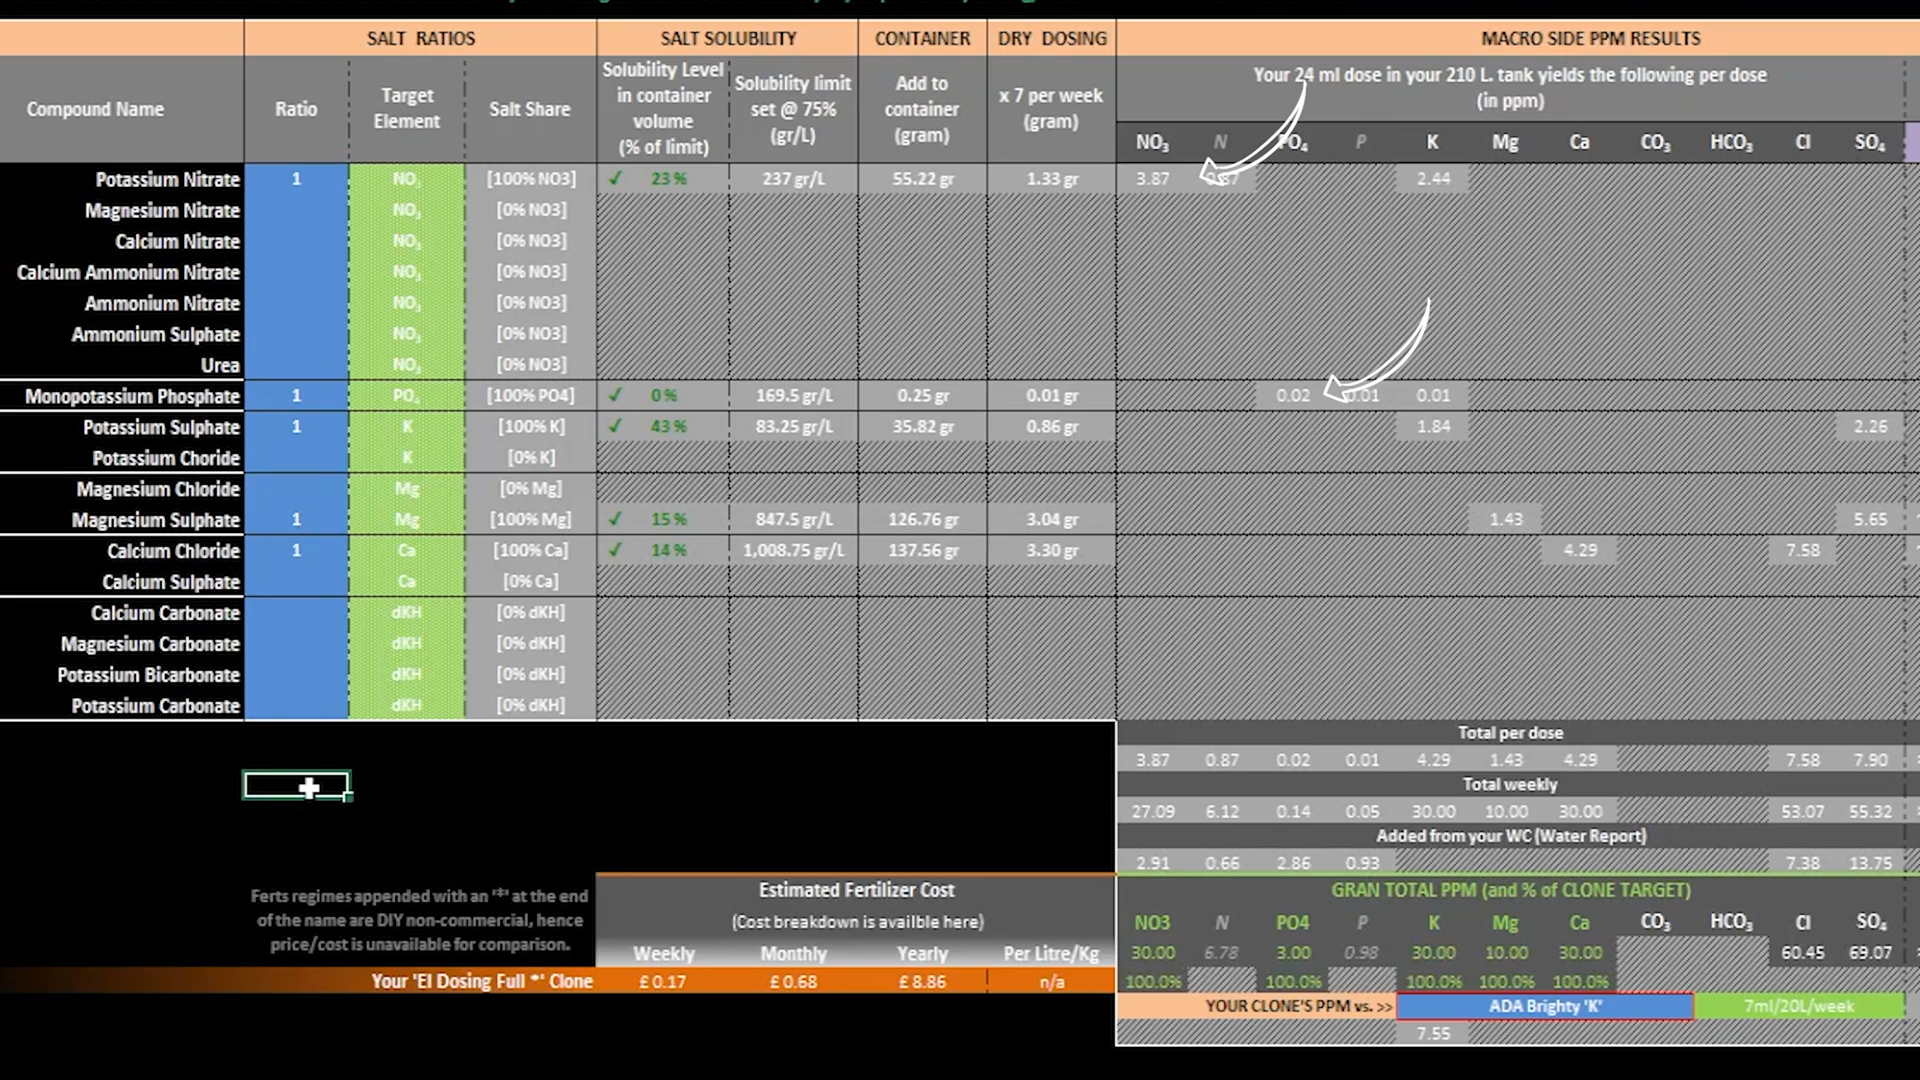 SALT RATIOS SALT SOLUBILITY CONTAINER DRY DOSING MACRO SIDE PPM RESULTS
Compound Name Ratio Target Element Salt Share Solubility Level in container volume (% of limit) Solubility limit set @ 75% (gr/L) Add to container (gram) x 7 per week (gram) Your 24 ml dose in your 210 L. tank yields the following per dose (in ppm)
NO₃ N PO₄ P K Mg Ca CO₃ HCO₃ Cl SO₄
Potassium Nitrate 1 NO₃ [100% NO3] ✓ 23 % 237 gr/L 55.22 gr 1.33 gr 3.87 2.44
Magnesium Nitrate NO₃ [0% NO3]
Calcium Nitrate NO₃ [0% NO3]
Calcium Ammonium Nitrate NO₃ [0% NO3]
Ammonium Nitrate NO₃ [0% NO3]
Ammonium Sulphate NO₃ [0% NO3]
Urea NO₃ [0% NO3]
Monopotassium Phosphate 1 PO₄ [100% PO4] ✓ 0 % 169.5 gr/L 0.25 gr 0.01 gr 0.02 0.01 0.01
Potassium Sulphate 1 K [100% K] ✓ 43 % 83.25 gr/L 35.82 gr 0.86 gr 1.84 2.26
Potassium Choride K [0% K]
Magnesium Chloride Mg [0% Mg]
Magnesium Sulphate 1 Mg [100% Mg] ✓ 15 % 847.5 gr/L 126.76 gr 3.04 gr 1.43 5.65
Calcium Chloride 1 Ca [100% Ca] ✓ 14 % 1,008.75 gr/L 137.56 gr 3.30 gr 4.29 7.58
Calcium Sulphate Ca [0% Ca]
Calcium Carbonate dKH [0% dKH]
Magnesium Carbonate dKH [0% dKH]
Potassium Bicarbonate dKH [0% dKH]
Potassium Carbonate dKH [0% dKH]
Total per dose
3.87 0.87 0.02 0.01 4.29 1.43 4.29 7.58 7.90
Total weekly
27.09 6.12 0.14 0.05 30.00 10.00 30.00 53.07 55.32
Added from your WC (Water Report)
2.91 0.66 2.86 0.93 7.38 13.75
Ferts regimes appended with an '*' at the end
of the name are DIY non-commercial, hence
price/cost is unavailable for comparison.
Estimated Fertilizer Cost
(Cost breakdown is availble here)
Weekly Monthly Yearly Per Litre/Kg
Your 'EI Dosing Full *' Clone £ 0.17 £ 0.68 £ 8.86 n/a
GRAN TOTAL PPM (and % of CLONE TARGET)
NO3 N PO4 P K Mg Ca CO₃ HCO₃ Cl SO₄
30.00 6.78 3.00 0.98 30.00 10.00 30.00 60.45 69.07
100.0% 100.0% 100.0% 100.0% 100.0%
YOUR CLONE'S PPM vs. >> ADA Brighty 'K' 7ml/20L/week
7.55